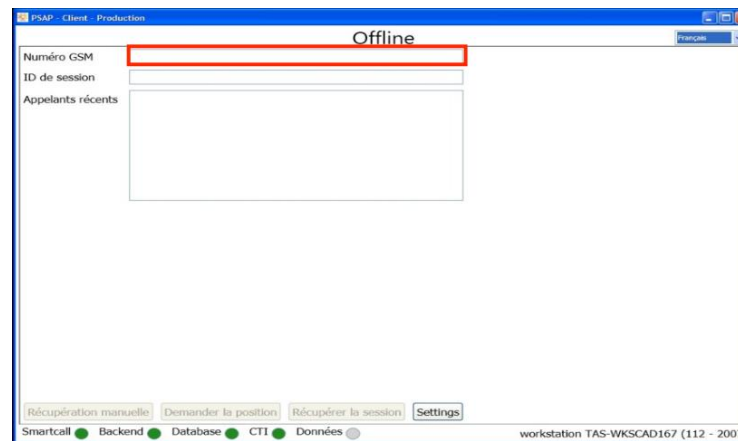 PSAP - Client - Production
Offline
Français
Numéro GSM
ID de session
Appelants récents
Récupération manuelle Demander la position Récupérer la session Settings
Smartcall Backend Database CTI Données workstation TAS-WKSCAD167 (112 - 200